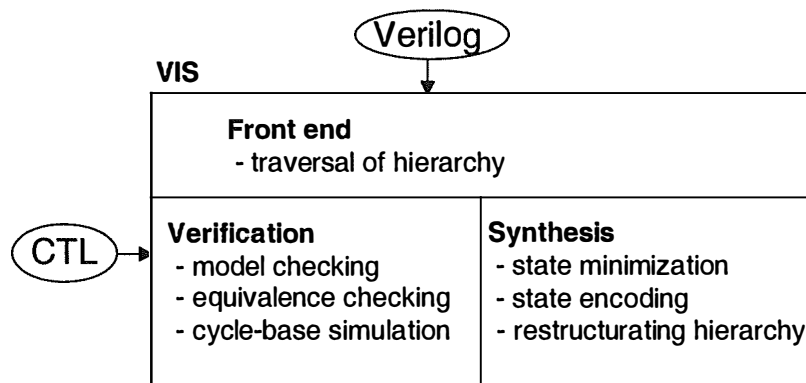 Verilog
VIS
Front end
- traversal of hierarchy
CTL
Verification
- model checking
- equivalence checking
- cycle-base simulation
Synthesis
- state minimization
- state encoding
- restructurating hierarchy